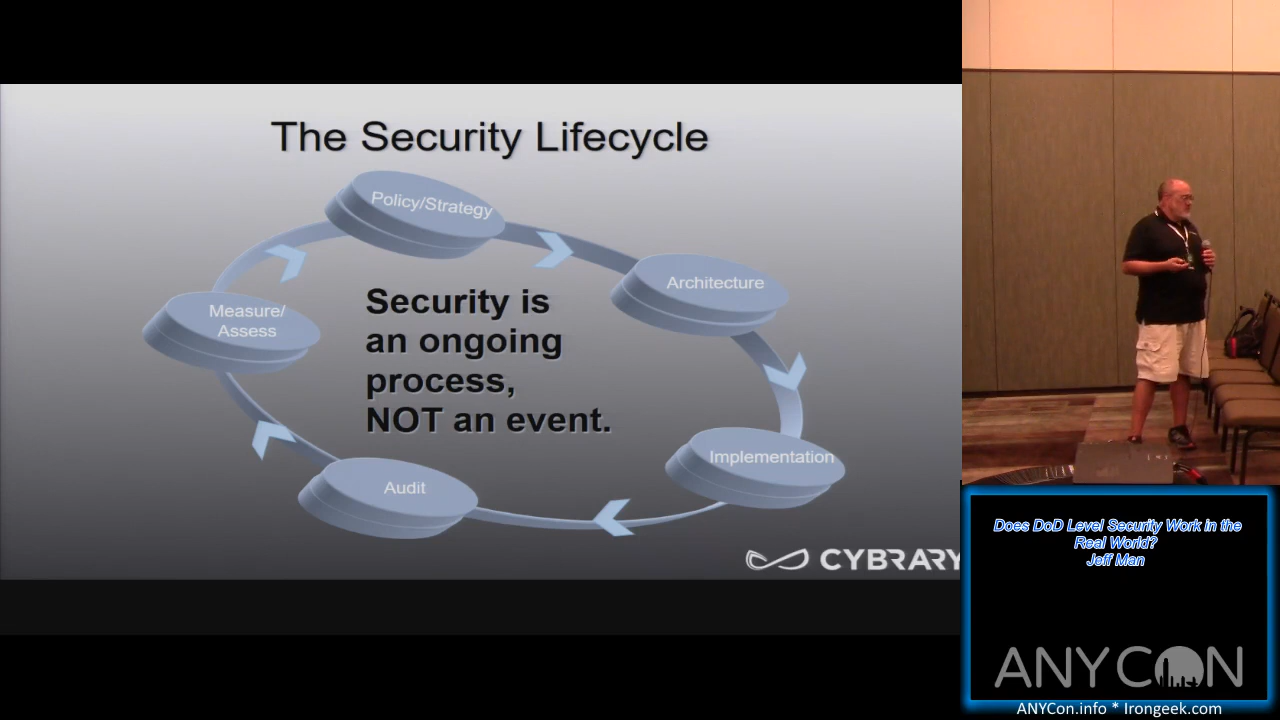 The Security Lifecycle
Policy/Strategy
Architecture
Measure/
Assess
Security is
an ongoing
process,
NOT an event.
Implementation
Audit
CYBRARY
Does DoD Level Security Work in the
Real World?
Jeff Man
ANYCON
ANYCon.info * Irongeek.com